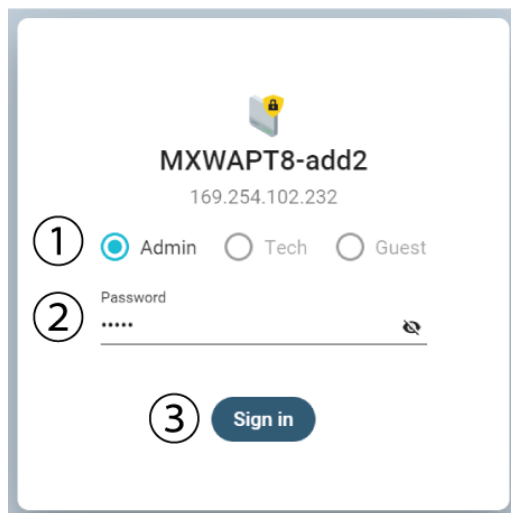 MXWAPT8-add2
169.254.102.232
① Admin Tech Guest
Password
② •••••
③ Sign in